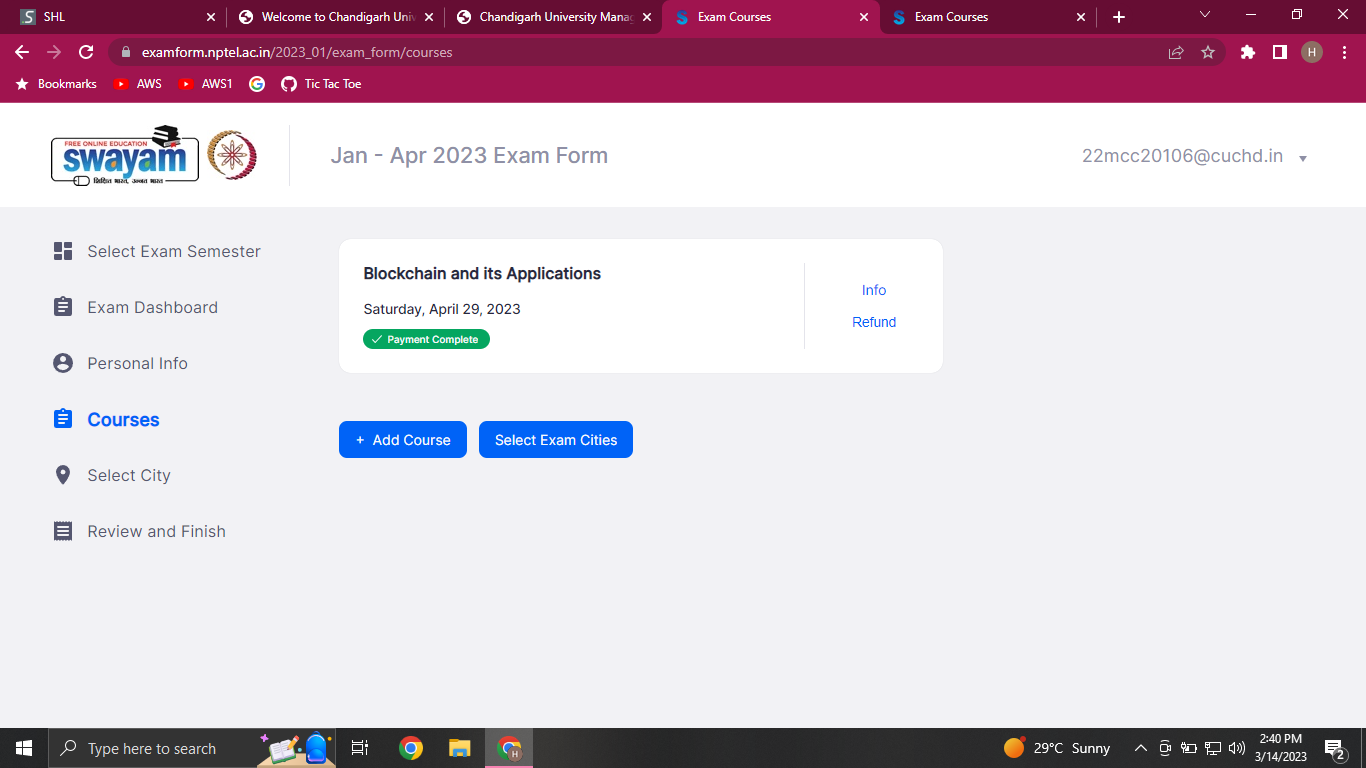 SHL
Welcome to Chandigarh Univ
Chandigarh University Manag
Exam Courses
Exam Courses
examform.nptel.ac.in/2023_01/exam_form/courses
H
Bookmarks
AWS
AWS1
Tic Tac Toe
FREE ONLINE EDUCATION
swayam
शिक्षित भारत, उन्नत भारत
Jan - Apr 2023 Exam Form
22mcc20106@cuchd.in
Select Exam Semester
Exam Dashboard
Personal Info
Courses
Select City
Review and Finish
Blockchain and its Applications
Saturday, April 29, 2023
Payment Complete
Info
Refund
+ Add Course
Select Exam Cities
Type here to search
H
29°C Sunny
2:40 PM
3/14/2023
2